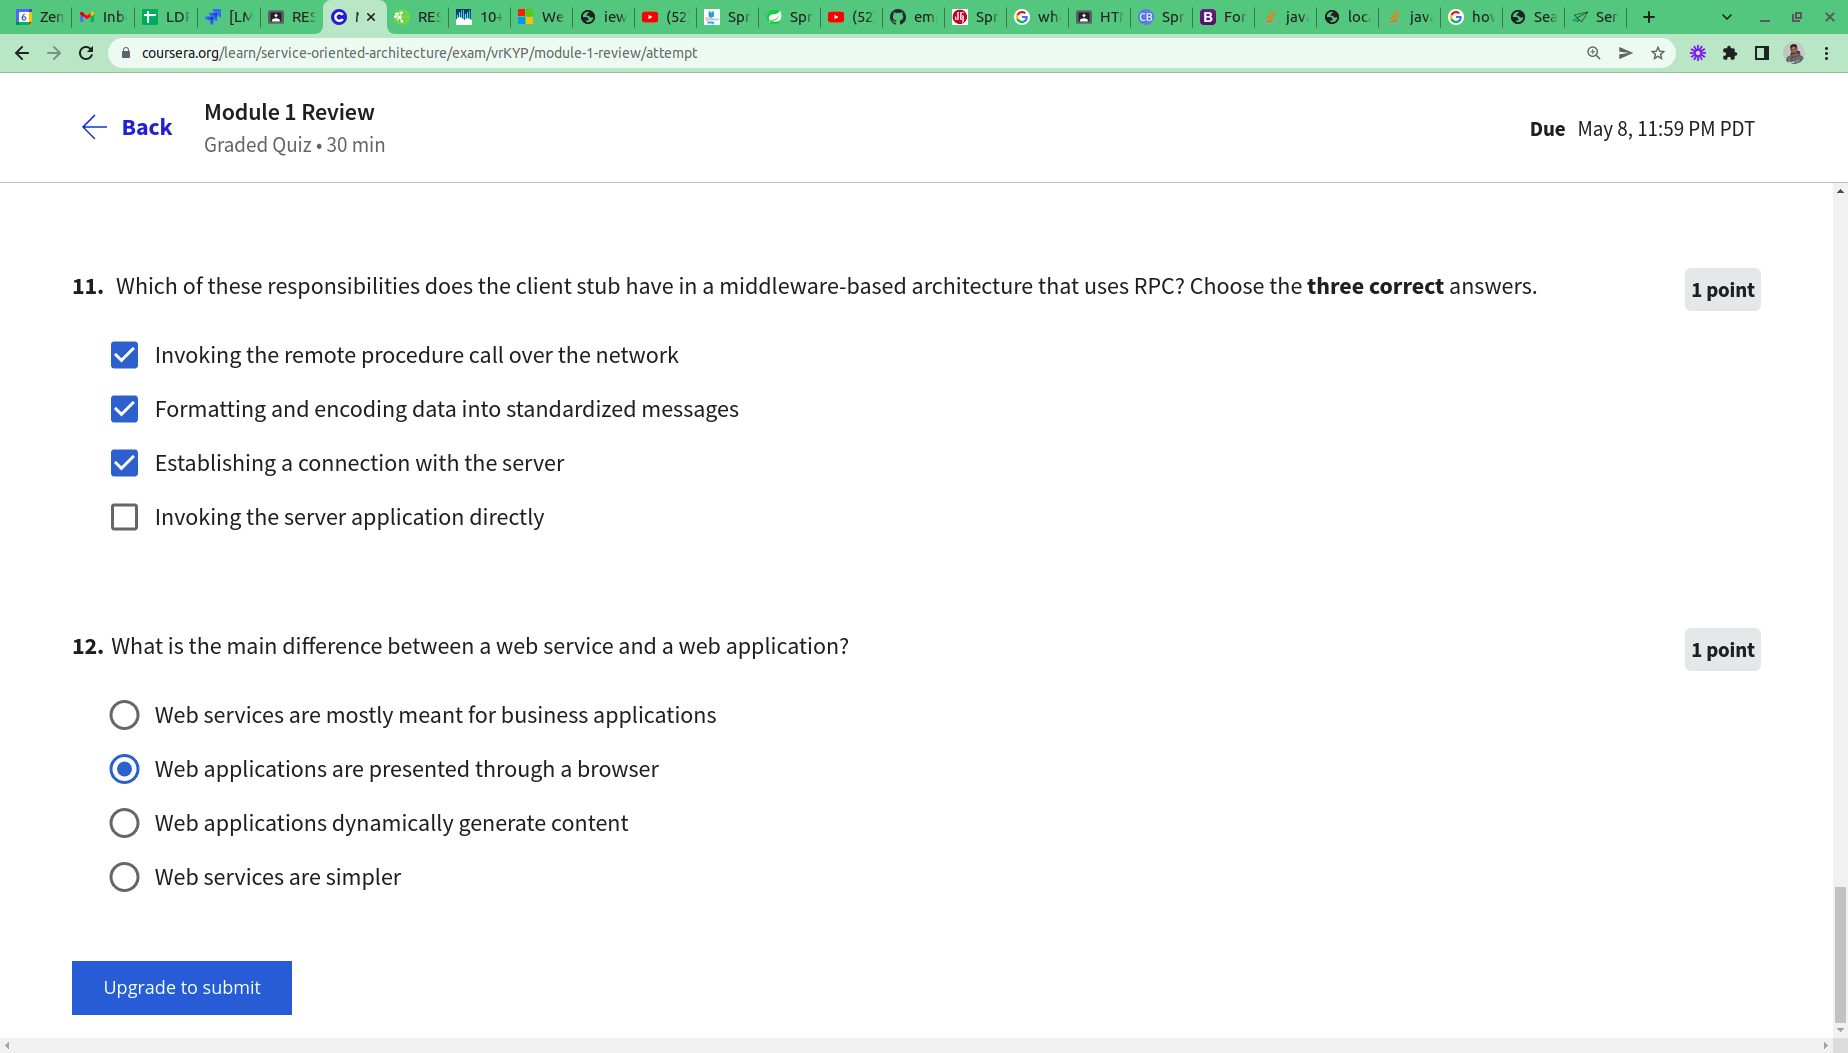 Zen Inb LDF [LM RES RES 10+ We iew (52 Spr Spr (52 em Spr wh HTI Spr For java loc java hov Sea Ser
coursera.org/learn/service-oriented-architecture/exam/vrKYP/module-1-review/attempt
Back
Module 1 Review
Graded Quiz • 30 min
Due May 8, 11:59 PM PDT
11. Which of these responsibilities does the client stub have in a middleware-based architecture that uses RPC? Choose the three correct answers.
1 point
Invoking the remote procedure call over the network
Formatting and encoding data into standardized messages
Establishing a connection with the server
Invoking the server application directly
12. What is the main difference between a web service and a web application?
1 point
Web services are mostly meant for business applications
Web applications are presented through a browser
Web applications dynamically generate content
Web services are simpler
Upgrade to submit